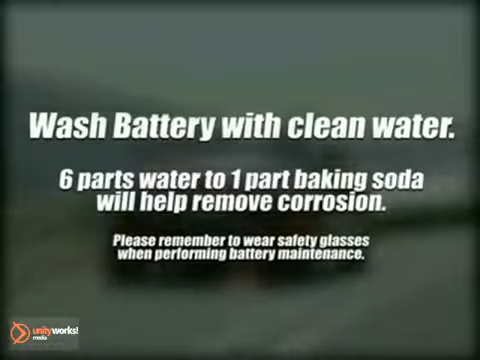 Wash Battery with clean water.
6 parts water to 1 part baking soda
will help remove corrosion.
Please remember to wear safety glasses
when performing battery maintenance.
unityworks!
media